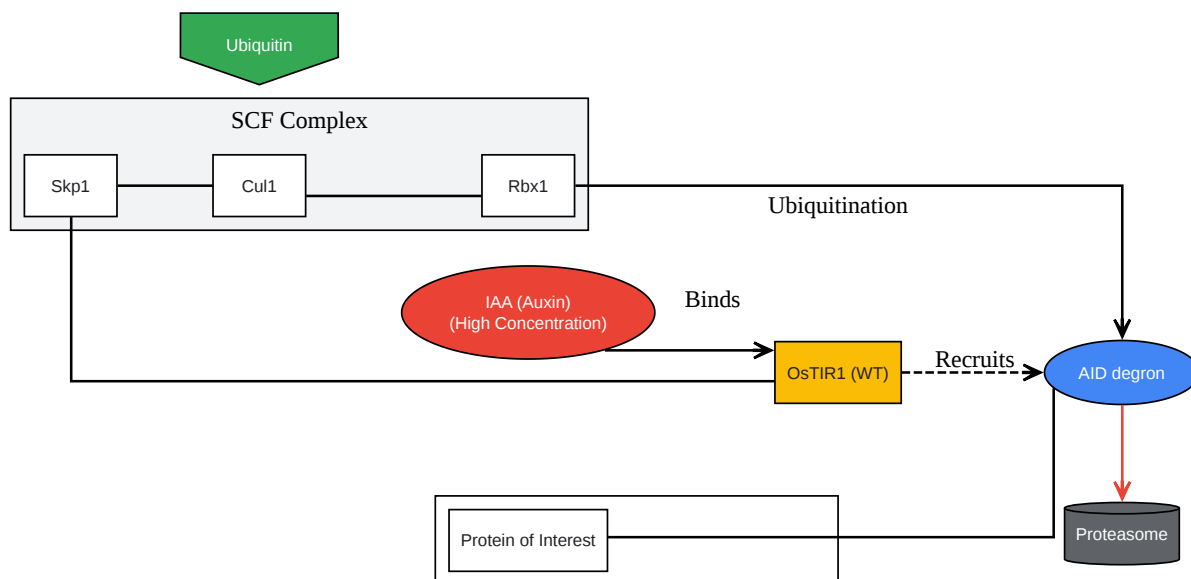 Ubiquitin
SCF Complex
Skp1
Cul1
Rbx1
Ubiquitination
IAA (Auxin)
(High Concentration)
Binds
OsTIR1 (WT)
Recruits
AID degron
Protein of Interest
Proteasome